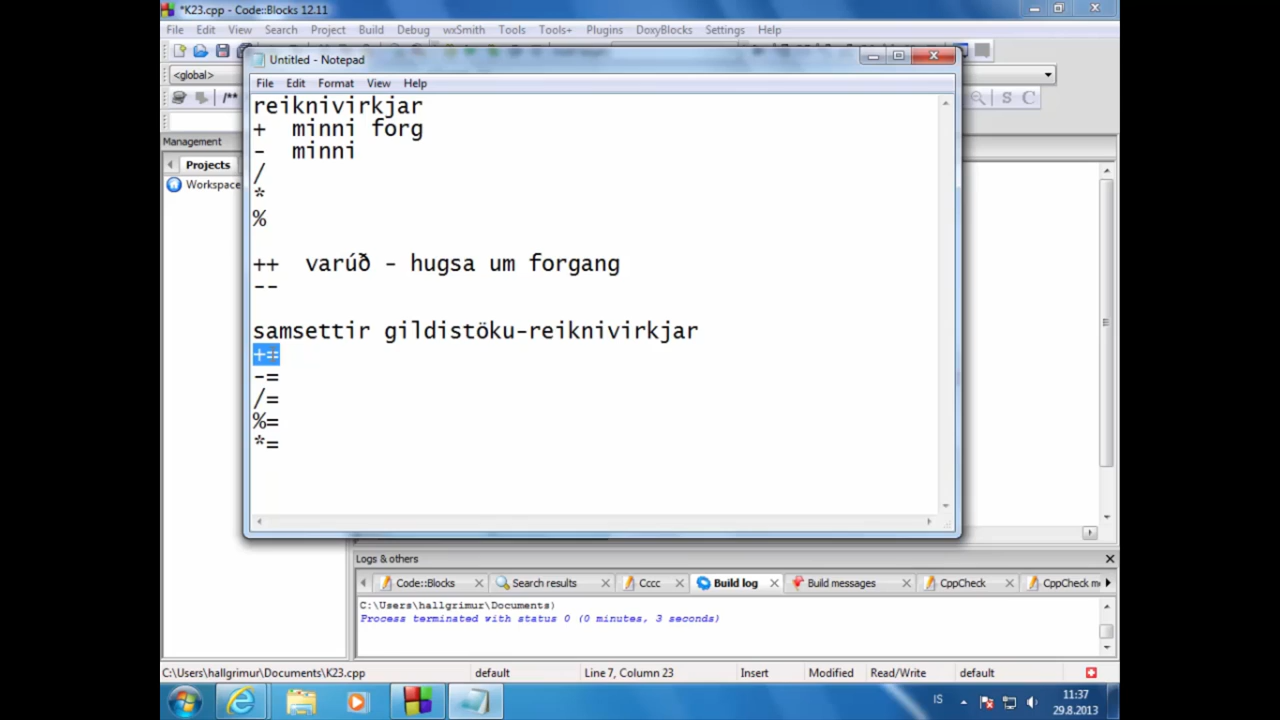 *K23.cpp - Code::Blocks 12.11
File Edit View Search Project Build Debug wxSmith Tools Tools+ Plugins DoxyBlocks Settings Help
<global>
/**
S C
Management
Projects
Workspace
Untitled - Notepad
File Edit Format View Help
reiknivirkjar
+ minni forg
- minni
/
*
%
++ varúð - hugsa um forgang
--
samsettir gildistöku-reiknivirkjar
+=
-=
/=
%=
*=
Logs & others
Code::Blocks Search results Cccc Build log Build messages CppCheck CppCheck me
C:\Users\hallgrimur\Documents)
Process terminated with status 0 (0 minutes, 3 seconds)
C:\Users\hallgrimur\Documents\K23.cpp default Line 7, Column 23 Insert Modified Read/Write default
IS
11:37
29.8.2013